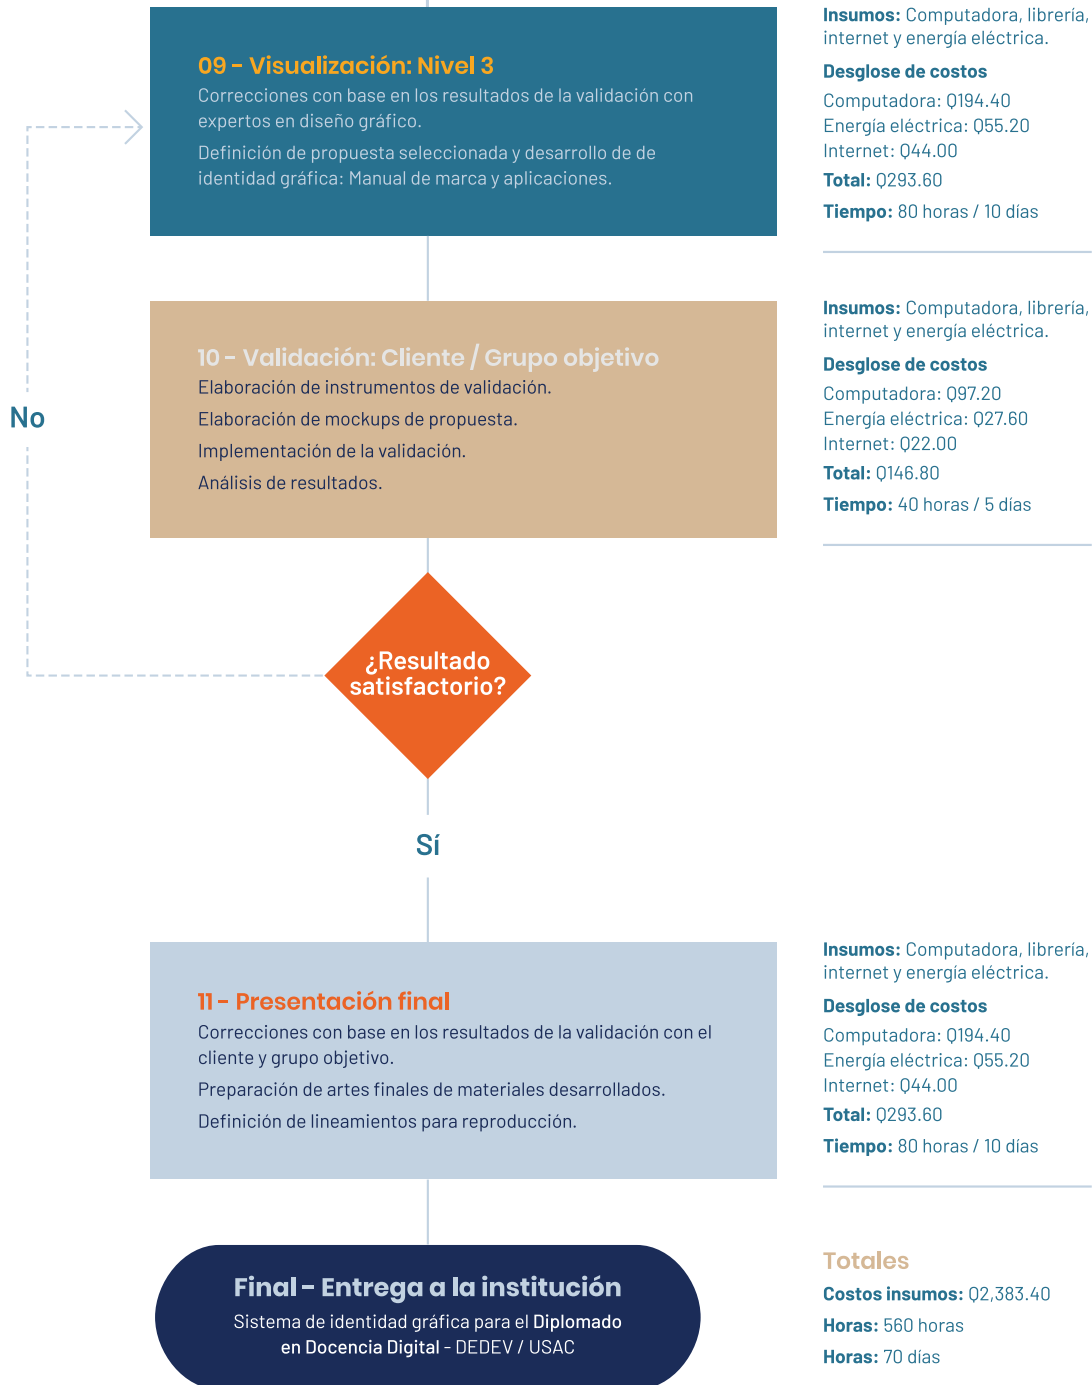 09 - Visualización: Nivel 3
Correcciones con base en los resultados de la validación con
expertos en diseño gráfico.
Definición de propuesta seleccionada y desarrollo de de
identidad gráfica: Manual de marca y aplicaciones.
Insumos: Computadora, librería,
internet y energía eléctrica.
Desglose de costos
Computadora: Q194.40
Energía eléctrica: Q55.20
Internet: Q44.00
Total: Q293.60
Tiempo: 80 horas / 10 días
10 - Validación: Cliente / Grupo objetivo
Elaboración de instrumentos de validación.
Elaboración de mockups de propuesta.
Implementación de la validación.
Análisis de resultados.
Insumos: Computadora, librería,
internet y energía eléctrica.
Desglose de costos
Computadora: Q97.20
Energía eléctrica: Q27.60
Internet: Q22.00
Total: Q146.80
Tiempo: 40 horas / 5 días
No
¿Resultado
satisfactorio?
Sí
11 - Presentación final
Correcciones con base en los resultados de la validación con el
cliente y grupo objetivo.
Preparación de artes finales de materiales desarrollados.
Definición de lineamientos para reproducción.
Insumos: Computadora, librería,
internet y energía eléctrica.
Desglose de costos
Computadora: Q194.40
Energía eléctrica: Q55.20
Internet: Q44.00
Total: Q293.60
Tiempo: 80 horas / 10 días
Final - Entrega a la institución
Sistema de identidad gráfica para el Diplomado
en Docencia Digital - DEDEV / USAC
Totales
Costos insumos: Q2,383.40
Horas: 560 horas
Horas: 70 días